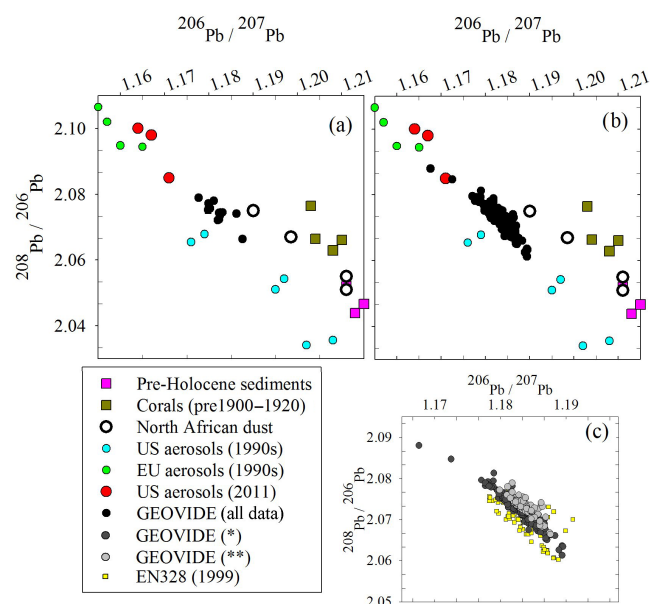 ²⁰⁶Pb / ²⁰⁷Pb
²⁰⁶Pb / ²⁰⁷Pb
1.16 1.17 1.18 1.19 1.20 1.21
1.16 1.17 1.18 1.19 1.20 1.21
(a)
(b)
²⁰⁸Pb / ²⁰⁶Pb
2.10
2.08
2.06
2.04
Pre-Holocene sediments
Corals (pre1900–1920)
North African dust
US aerosols (1990s)
EU aerosols (1990s)
US aerosols (2011)
GEOVIDE (all data)
GEOVIDE (*)
GEOVIDE (**)
EN328 (1999)
²⁰⁶Pb / ²⁰⁷Pb
1.17 1.18 1.19
(c)
²⁰⁸Pb / ²⁰⁶Pb
2.09
2.08
2.07
2.06
2.05